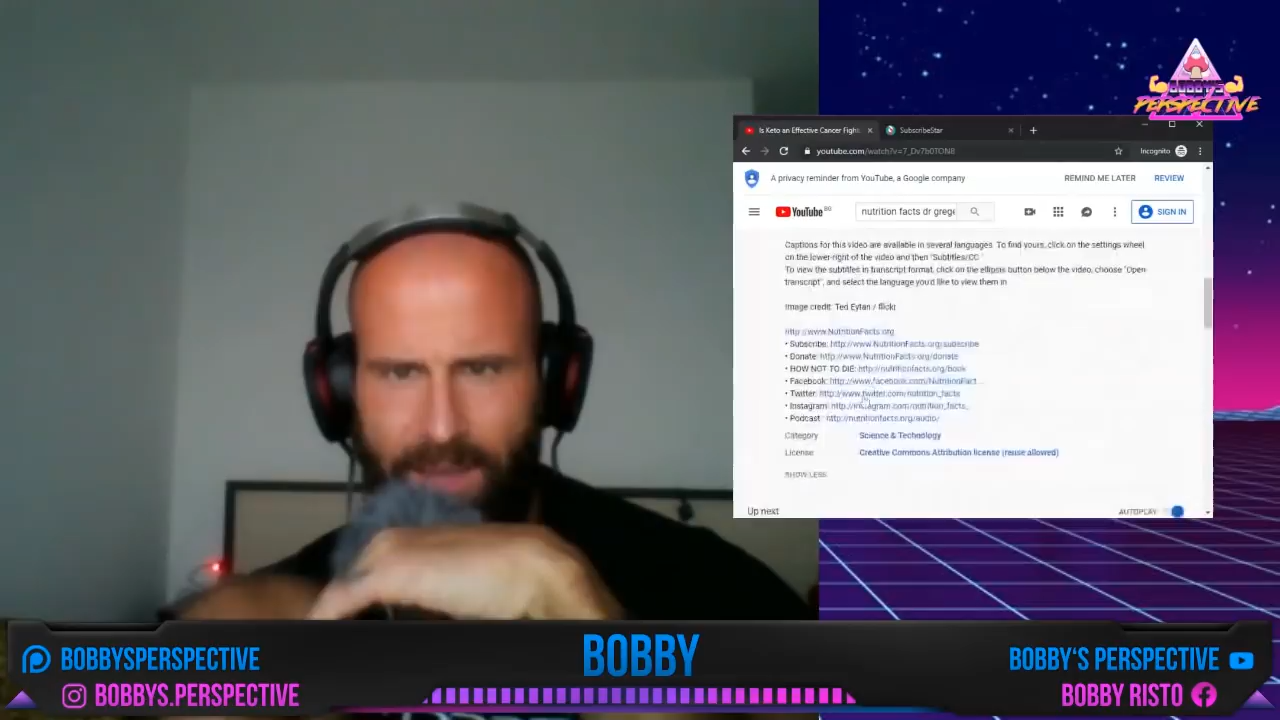 BOBBY'S
PERSPECTIVE
Is Keto an Effective Cancer Fight
SubscribeStar
Incognito
A privacy reminder from YouTube, a Google company
REMIND ME LATER
REVIEW
YouTube BG
nutrition facts dr grege
SIGN IN
Captions for this video are available in several languages. To find yours, click on the settings wheel
on the lower-right of the video and then "Subtitles/CC."
To view the subtitles in transcript format, click on the ellipsis button below the video, choose "Open
transcript", and select the language you'd like to view them in
Image credit: Ted Eytan / flickr
http://www.NutritionFacts.org
• Subscribe: http://www.NutritionFacts.org/subscribe
• Donate: http://www.NutritionFacts.org/donate
• HOW NOT TO DIE: http://nutritionfacts.org/book
• Facebook: http://www.facebook.com/NutritionFact...
• Twitter: http://www.twitter.com/nutrition_facts
• Instagram: http://instagram.com/nutrition_facts_
• Podcast: http://nutritionfacts.org/audio/
Category
Science & Technology
License
Creative Commons Attribution license (reuse allowed)
SHOW LESS
Up next
AUTOPLAY
BOBBYSPERSPECTIVE
BOBBYS.PERSPECTIVE
BOBBY
BOBBY'S PERSPECTIVE
BOBBY RISTO